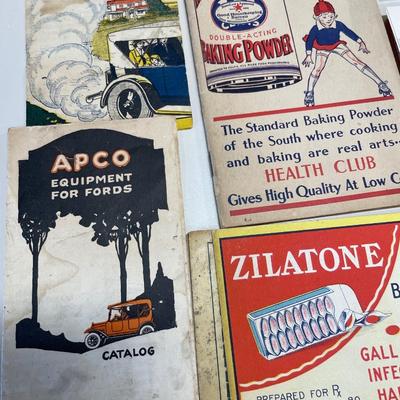 DOUBLE-ACTING
BAKING POWDER
The Standard Baking Powder
of the South where cooking
and baking are real arts--
HEALTH CLUB
Gives High Quality At Low
APCO
EQUIPMENT
FOR FORDS
CATALOG
ZILATONE
GALL
PREPARED FOR Rx